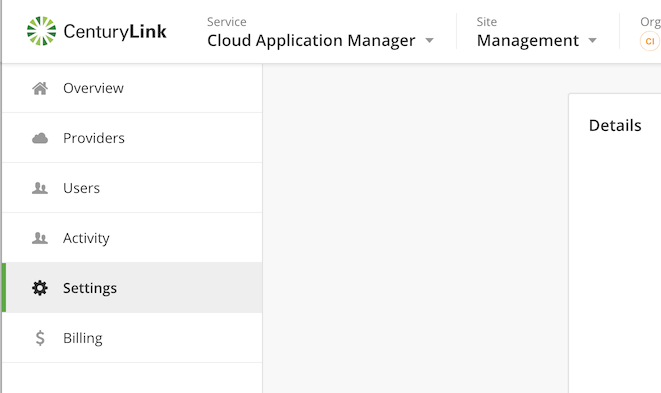 CenturyLink
Service
Cloud Application Manager
Site
Management
Org
CI
Overview
Providers
Users
Activity
Settings
Billing
Details